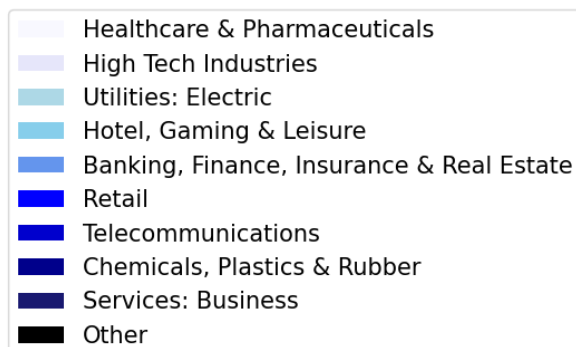 Healthcare & Pharmaceuticals
High Tech Industries
Utilities: Electric
Hotel, Gaming & Leisure
Banking, Finance, Insurance & Real Estate
Retail
Telecommunications
Chemicals, Plastics & Rubber
Services: Business
Other